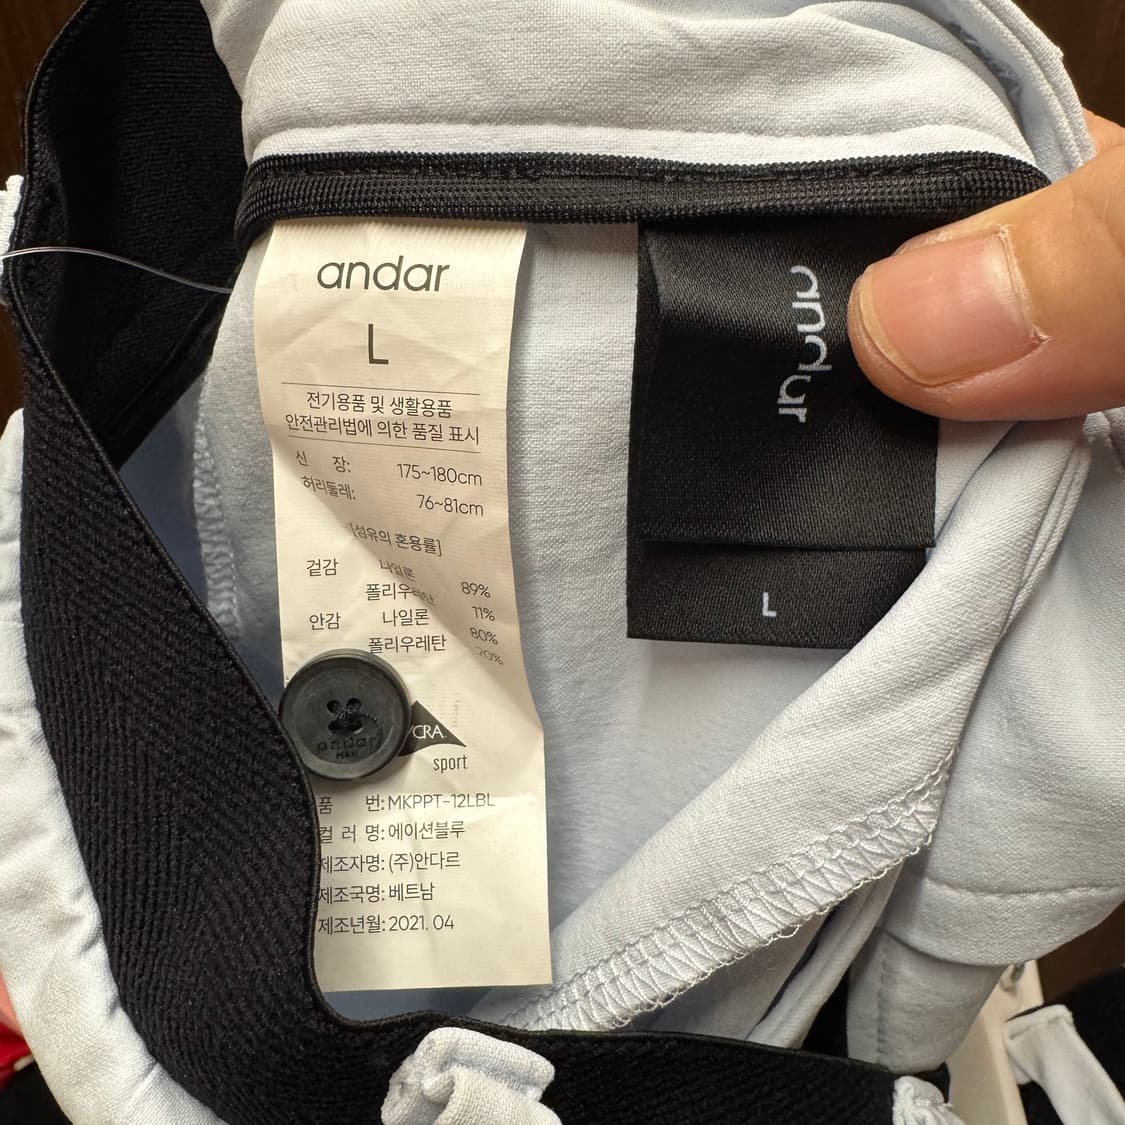 andar
L
전기용품 및 생활용품
안전관리법에 의한 품질 표시
신 장: 175~180cm
허리둘레: 76~81cm
[섬유의 혼용률]
겉감 나일론 89%
폴리우레탄 11%
안감 나일론 80%
폴리우레탄 20%
CRA
sport
품 번: MKPPT-12LBL
컬 러 명: 에이션블루
제조자명: (주)안다르
제조국명: 베트남
제조년월: 2021. 04
andar
L
andar